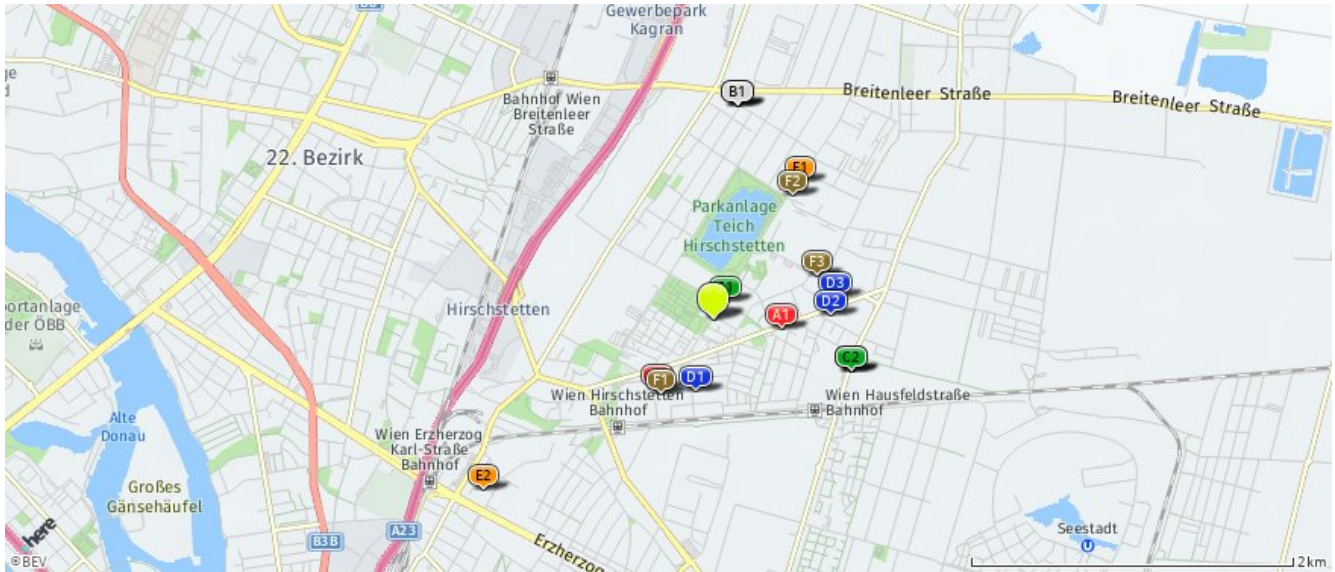 Gewerbepark
Kagran
Bahnhof Wien
Breitenleer
Straße
B1
Breitenleer Straße
Breitenleer Straße
22. Bezirk
E1
F2
Parkanlage
Teich
Hirschstetten
F3
D3
D2
A1
portanlage
der ÖBB
Hirschstetten
C2
F1
D1
Wien Hirschstetten
Bahnhof
Wien Hausfeldstraße
Bahnhof
Alte
Donau
Wien Erzherzog
Karl-Straße
Bahnhof
E2
Großes
Gänsehäufel
Seestadt
U
A23
B3B
Erzherzog
here
©BEV
2km